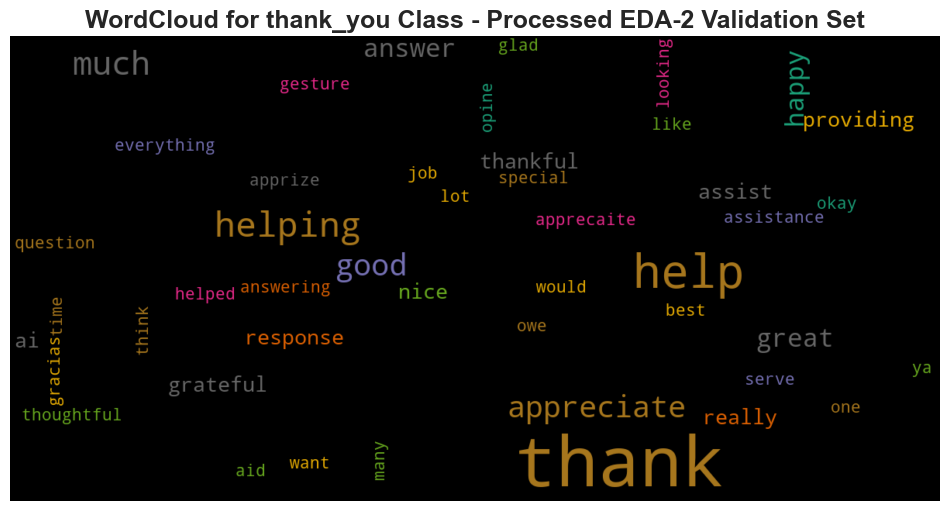 WordCloud for thank_you Class - Processed EDA-2 Validation Set
much
answer
glad
looking
happy
gesture
opine
like
providing
everything
thankful
apprize
job
special
assist
lot
okay
helping
apprecaite
assistance
question
good
help
helped
answering
nice
would
best
time
gracias
think
ai
response
owe
great
grateful
serve
ya
thoughtful
appreciate
really
one
thank
aid
want
many